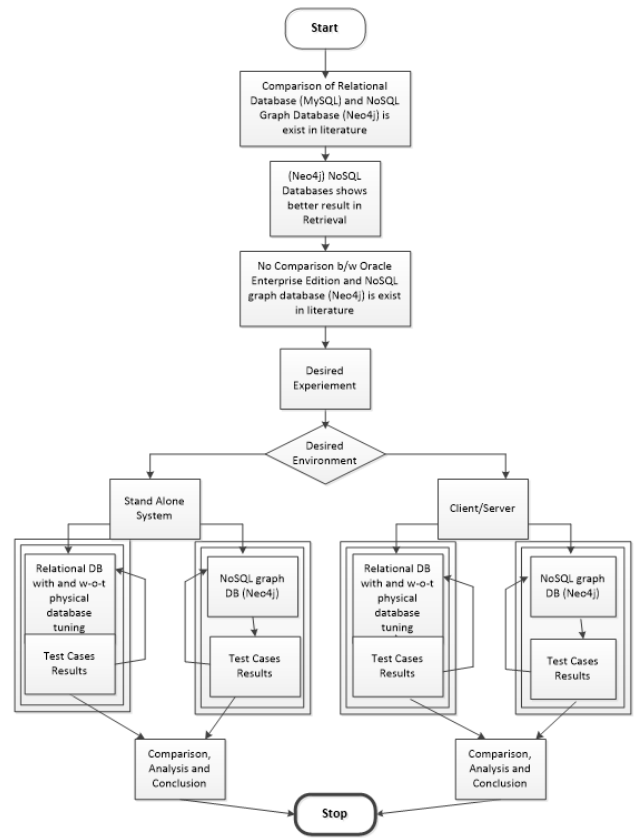 Start
Comparison of Relational
Database (MySQL) and NoSQL
Graph Database (Neo4j) is
exist in literature
(Neo4j) NoSQL
Databases shows
better result in
Retrieval
No Comparison b/w Oracle
Enterprise Edition and NoSQL
graph database (Neo4j) is exist
in literature
Desired
Experiement
Desired
Environment
Stand Alone
System
Relational DB
with and w-o-t
physical
database
tuning
Test Cases
Results
NoSQL graph
DB (Neo4j)
Test Cases
Results
Comparison,
Analysis and
Conclusion
Client/Server
Relational DB
with and w-o-t
physical
database
tuning
Test Cases
Results
NoSQL graph
DB (Neo4j)
Test Cases
Results
Comparison,
Analysis and
Conclusion
Stop